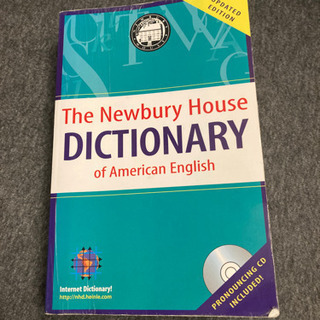 UPDATED
EDITION
The Newbury House
DICTIONARY
of American English
Internet Dictionary!
http://nhd.heinle.com
PRONOUNCING CD
INCLUDED!